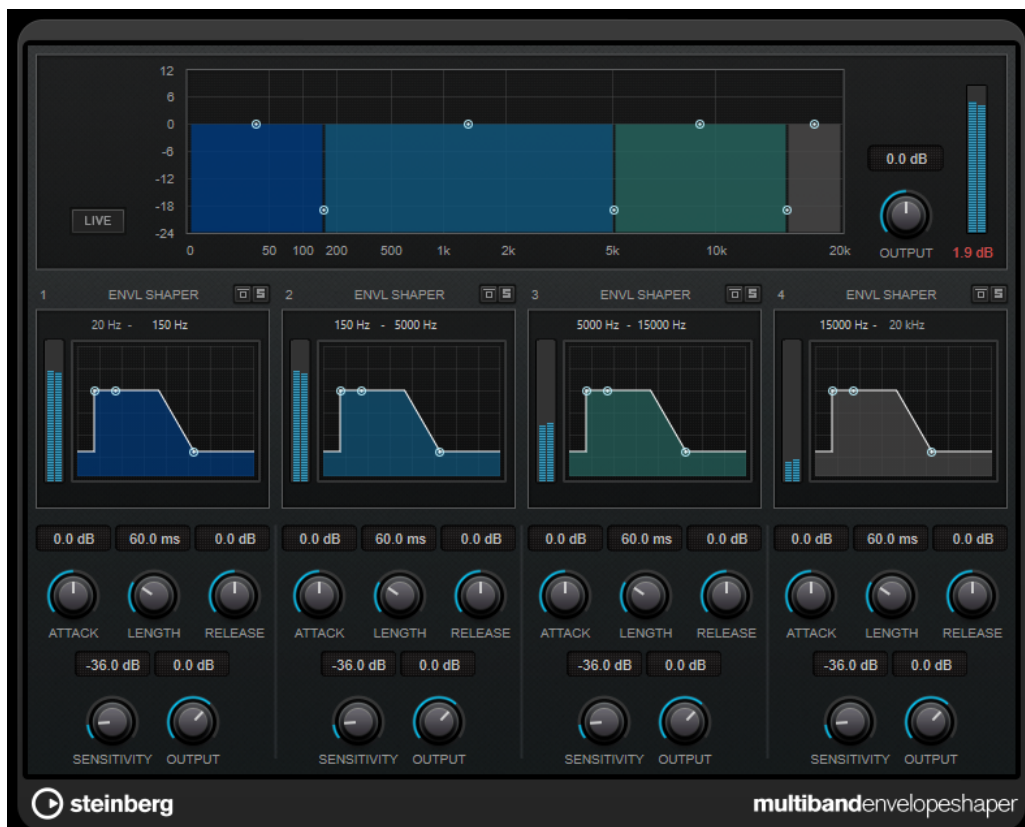 12
6
0
-6
-12
-18
-24
LIVE
0 50 100 200 500 1k 2k 5k 10k 20k
0.0 dB
OUTPUT 1.9 dB
1 ENVL SHAPER S 2 ENVL SHAPER S 3 ENVL SHAPER S 4 ENVL SHAPER S
20 Hz - 150 Hz 150 Hz - 5000 Hz 5000 Hz - 15000 Hz 15000 Hz - 20 kHz
0.0 dB 60.0 ms 0.0 dB 0.0 dB 60.0 ms 0.0 dB 0.0 dB 60.0 ms 0.0 dB 0.0 dB 60.0 ms 0.0 dB
ATTACK LENGTH RELEASE ATTACK LENGTH RELEASE ATTACK LENGTH RELEASE ATTACK LENGTH RELEASE
-36.0 dB 0.0 dB -36.0 dB 0.0 dB -36.0 dB 0.0 dB -36.0 dB 0.0 dB
SENSITIVITY OUTPUT SENSITIVITY OUTPUT SENSITIVITY OUTPUT SENSITIVITY OUTPUT
steinberg multibandenvelopeshaper